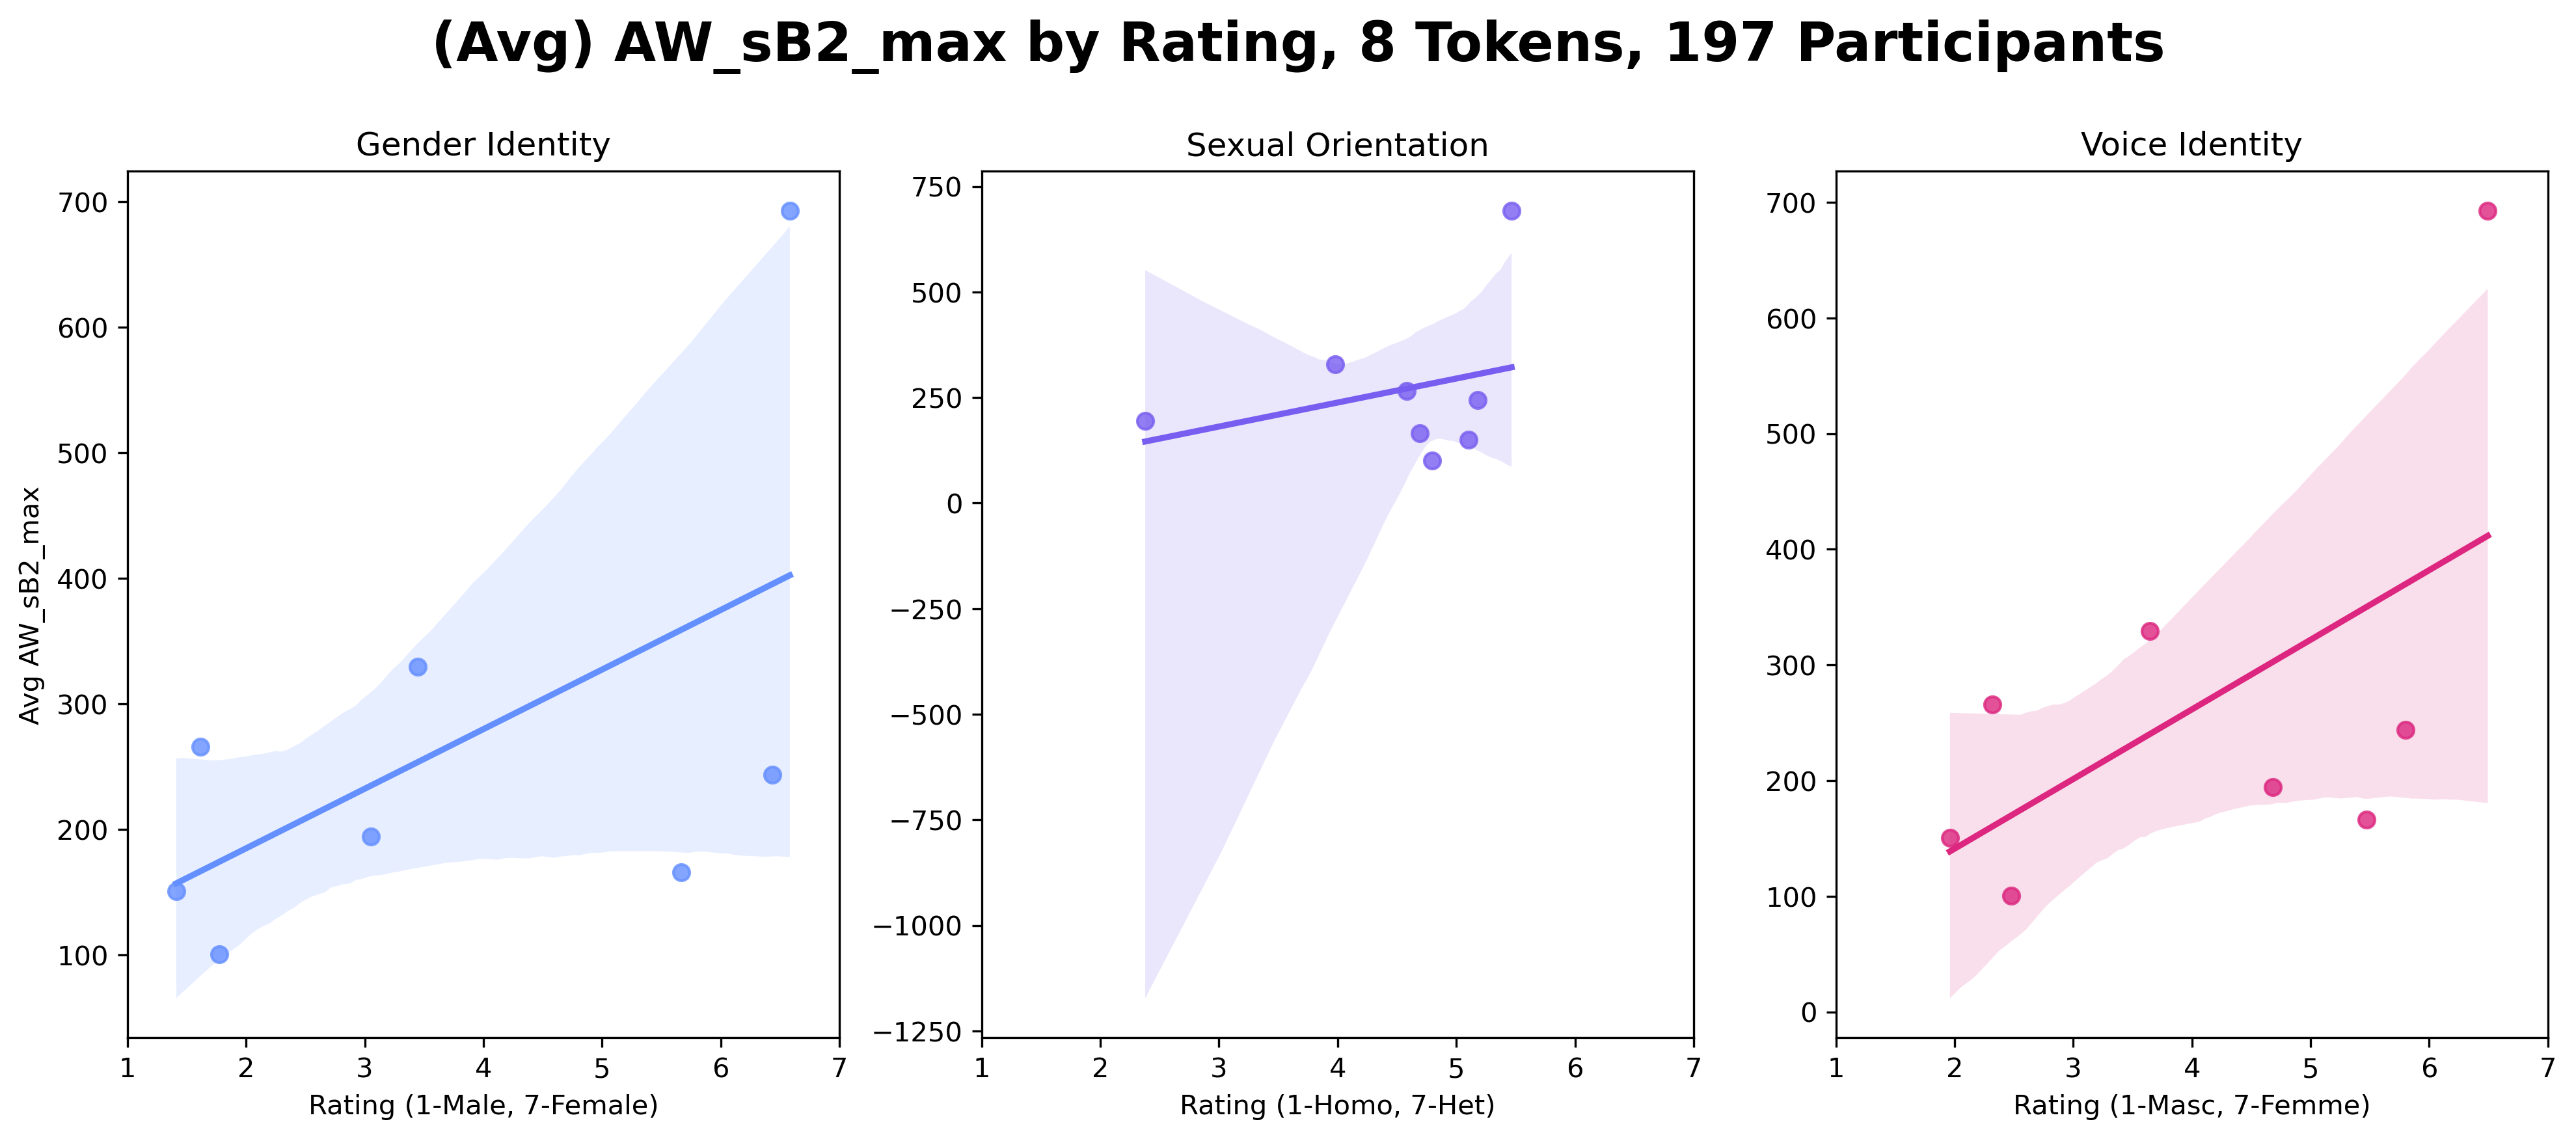 (Avg) AW_sB2_max by Rating, 8 Tokens, 197 Participants
Gender Identity
Avg AW_sB2_max
700
600
500
400
300
200
100
1 2 3 4 5 6 7
Rating (1-Male, 7-Female)
Sexual Orientation
750
500
250
0
−250
−500
−750
−1000
−1250
1 2 3 4 5 6 7
Rating (1-Homo, 7-Het)
Voice Identity
700
600
500
400
300
200
100
0
1 2 3 4 5 6 7
Rating (1-Masc, 7-Femme)